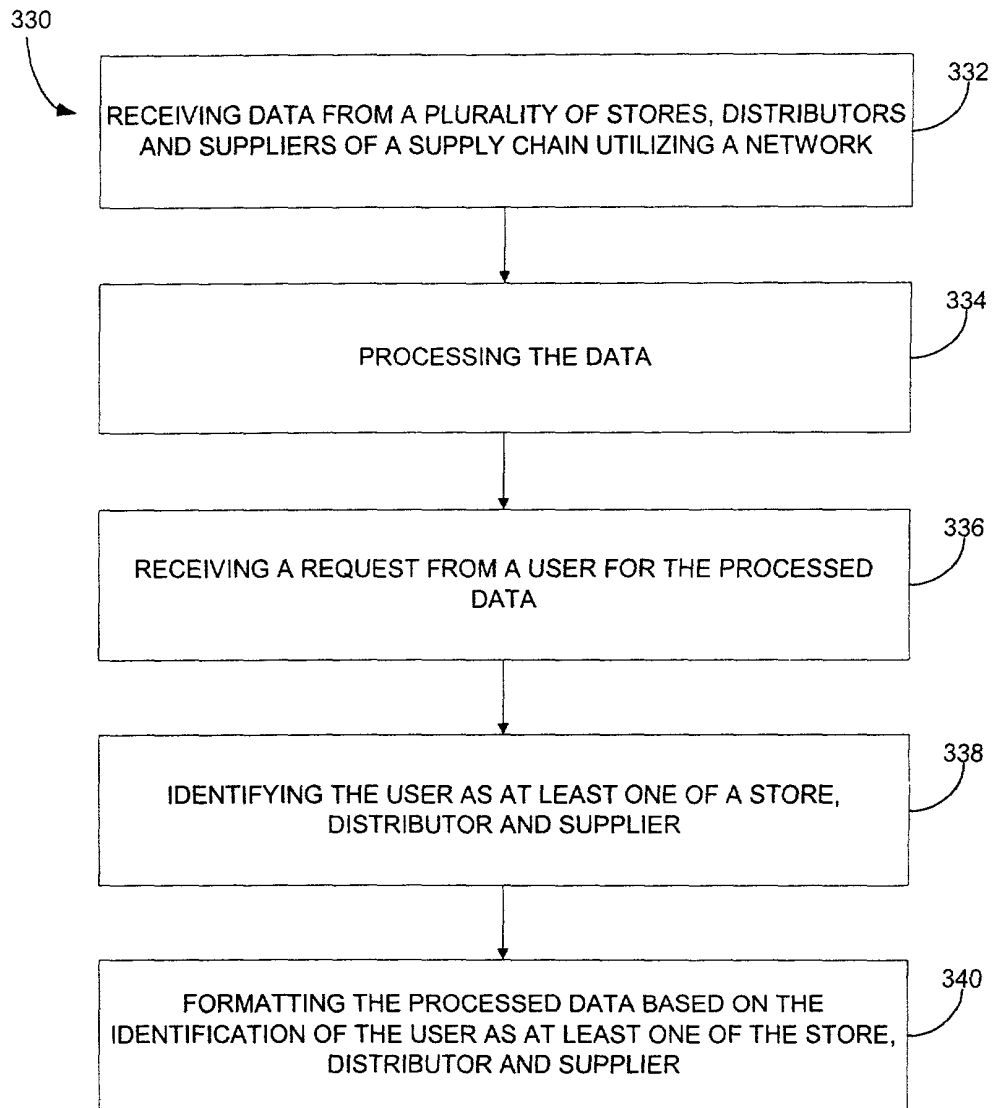 330
RECEIVING DATA FROM A PLURALITY OF STORES, DISTRIBUTORS
AND SUPPLIERS OF A SUPPLY CHAIN UTILIZING A NETWORK
332
PROCESSING THE DATA
334
RECEIVING A REQUEST FROM A USER FOR THE PROCESSED
DATA
336
IDENTIFYING THE USER AS AT LEAST ONE OF A STORE,
DISTRIBUTOR AND SUPPLIER
338
FORMATTING THE PROCESSED DATA BASED ON THE
IDENTIFICATION OF THE USER AS AT LEAST ONE OF THE STORE,
DISTRIBUTOR AND SUPPLIER
340